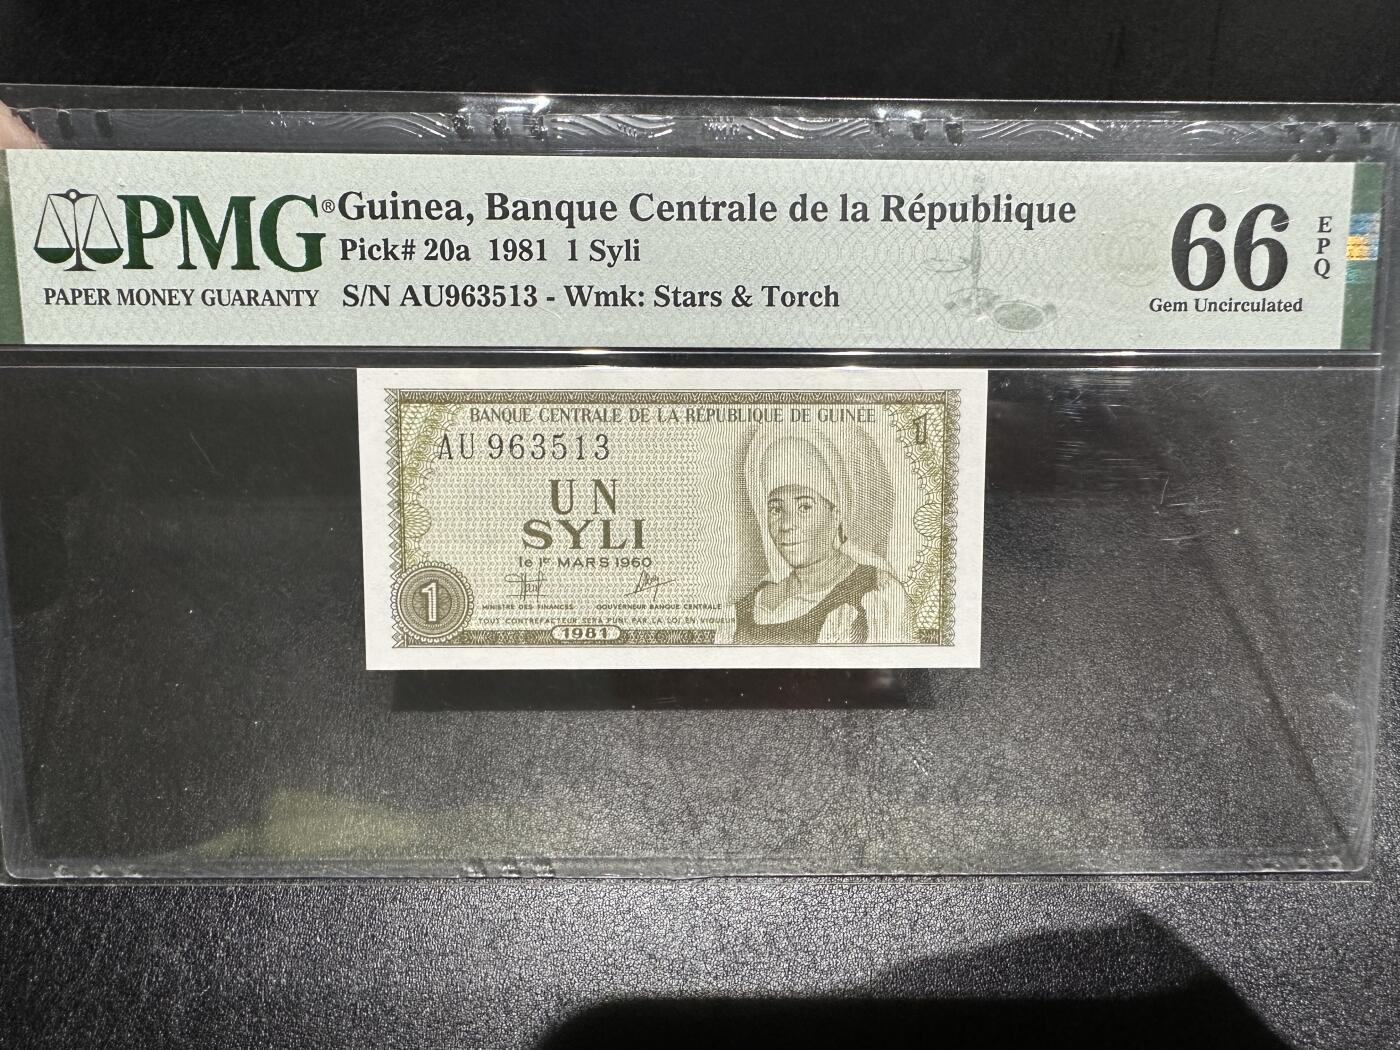 PMG®
PAPER MONEY GUARANTY
Guinea, Banque Centrale de la République
Pick# 20a 1981 1 Syli
S/N AU963513 - Wmk: Stars & Torch
66
EPQ
Gem Uncirculated
BANQUE CENTRALE DE LA REPUBLIQUE DE GUINÉE
1
AU 963513
UN
SYLI
le 1er MARS 1960
MINISTRE DES FINANCES GOUVERNEUR BANQUE CENTRALE
TOUT CONTREFACTEUR SERA PUNI PAR LA LOI EN VIGUEUR
1
1981